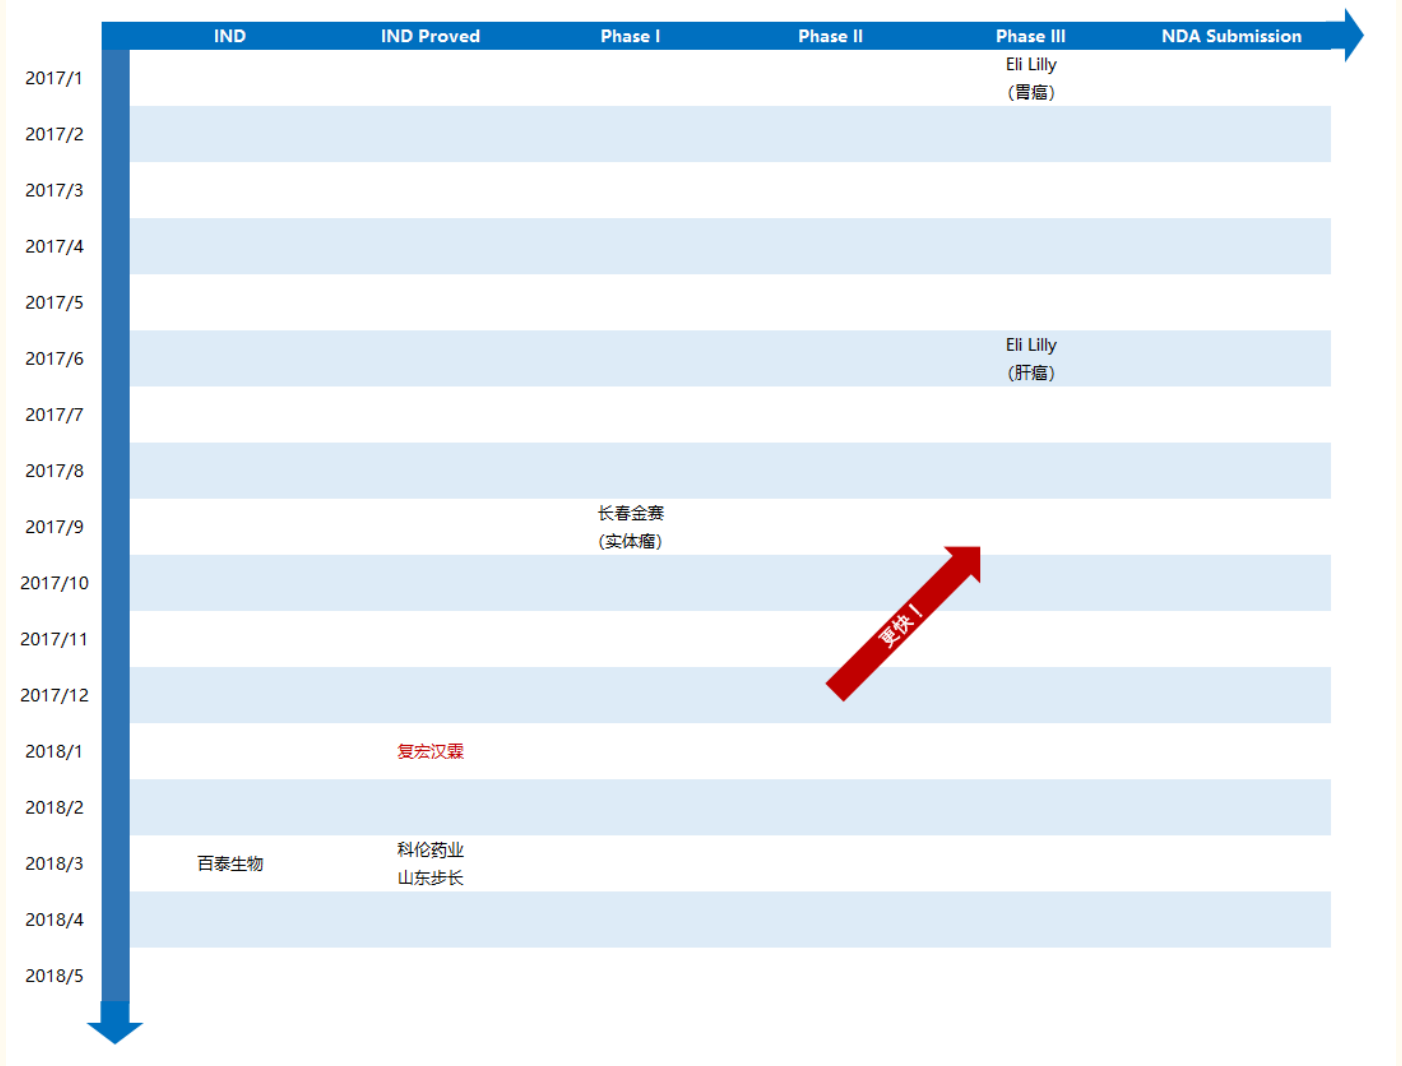 IND IND Proved Phase I Phase II Phase III NDA Submission
2017/1
Eli Lilly
(胃癌)
2017/2
2017/3
2017/4
2017/5
2017/6
Eli Lilly
(肝癌)
2017/7
2017/8
2017/9
长春金赛
(实体瘤)
2017/10
更快！
2017/11
2017/12
2018/1
复宏汉霖
2018/2
2018/3
百泰生物
科伦药业
山东步长
2018/4
2018/5